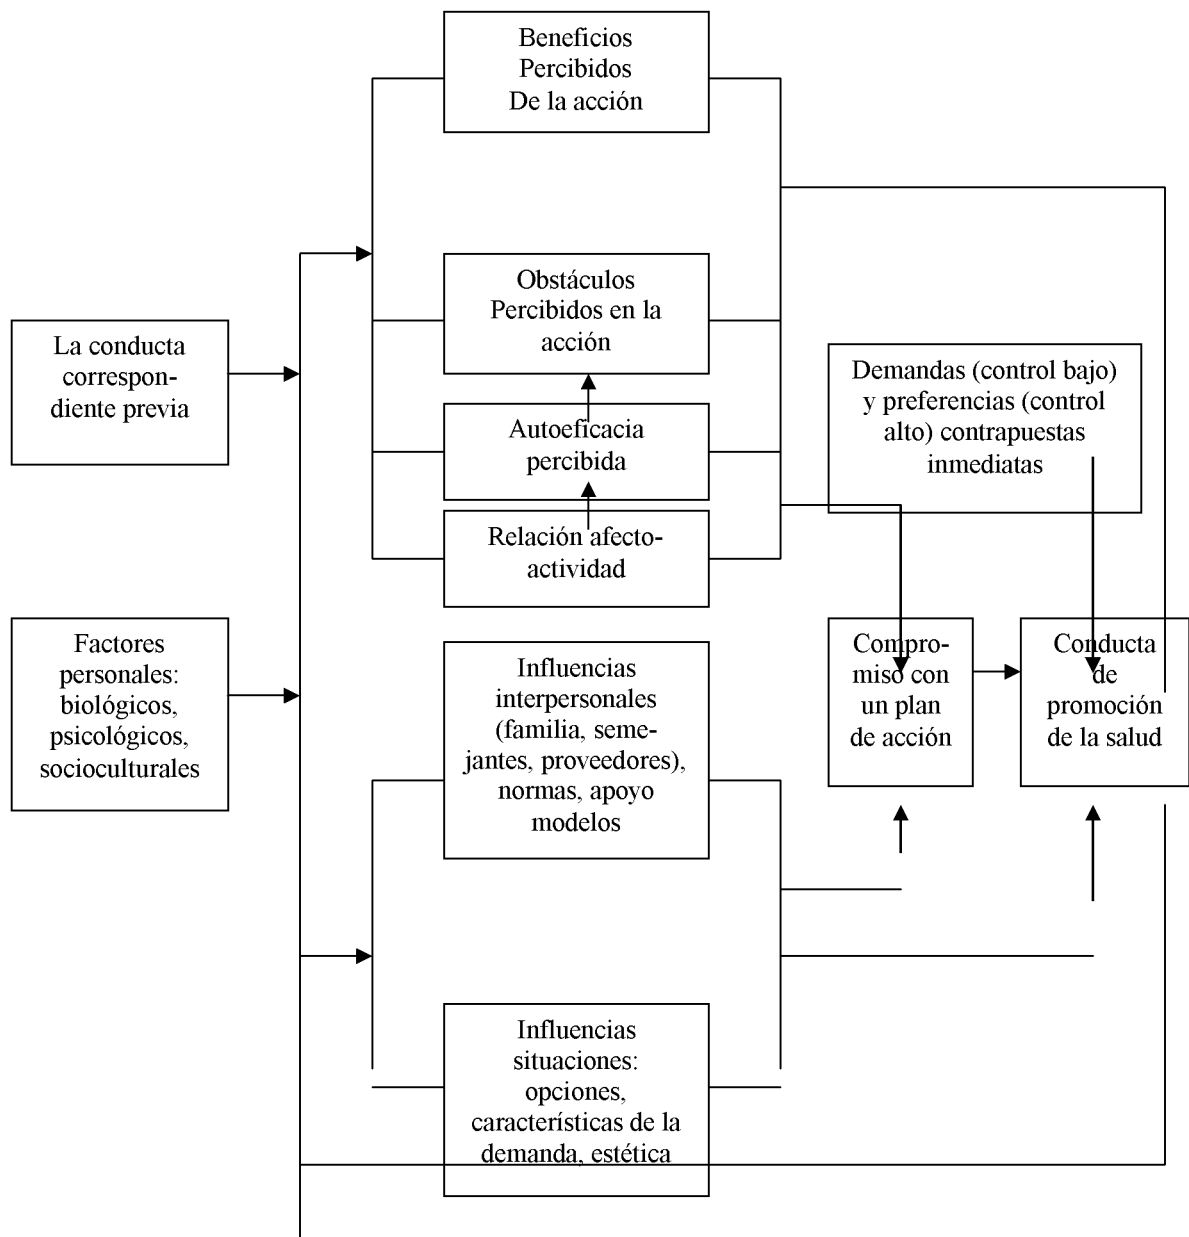 Beneficios
Percibidos
De la acción
Obstáculos
Percibidos en la
acción
La conducta
correspon-
diente previa
Demandas (control bajo)
y preferencias (control
alto) contrapuestas
inmediatas
Autoeficacia
percibida
Relación afecto-
actividad
Factores
personales:
biológicos,
psicológicos,
socioculturales
Influencias
interpersonales
(familia, seme-
jantes, proveedores),
normas, apoyo
modelos
Compro-
miso con
un plan
de acción
Conducta
de
promoción
de la salud
Influencias
situaciones:
opciones,
característícas de la
demanda, estética